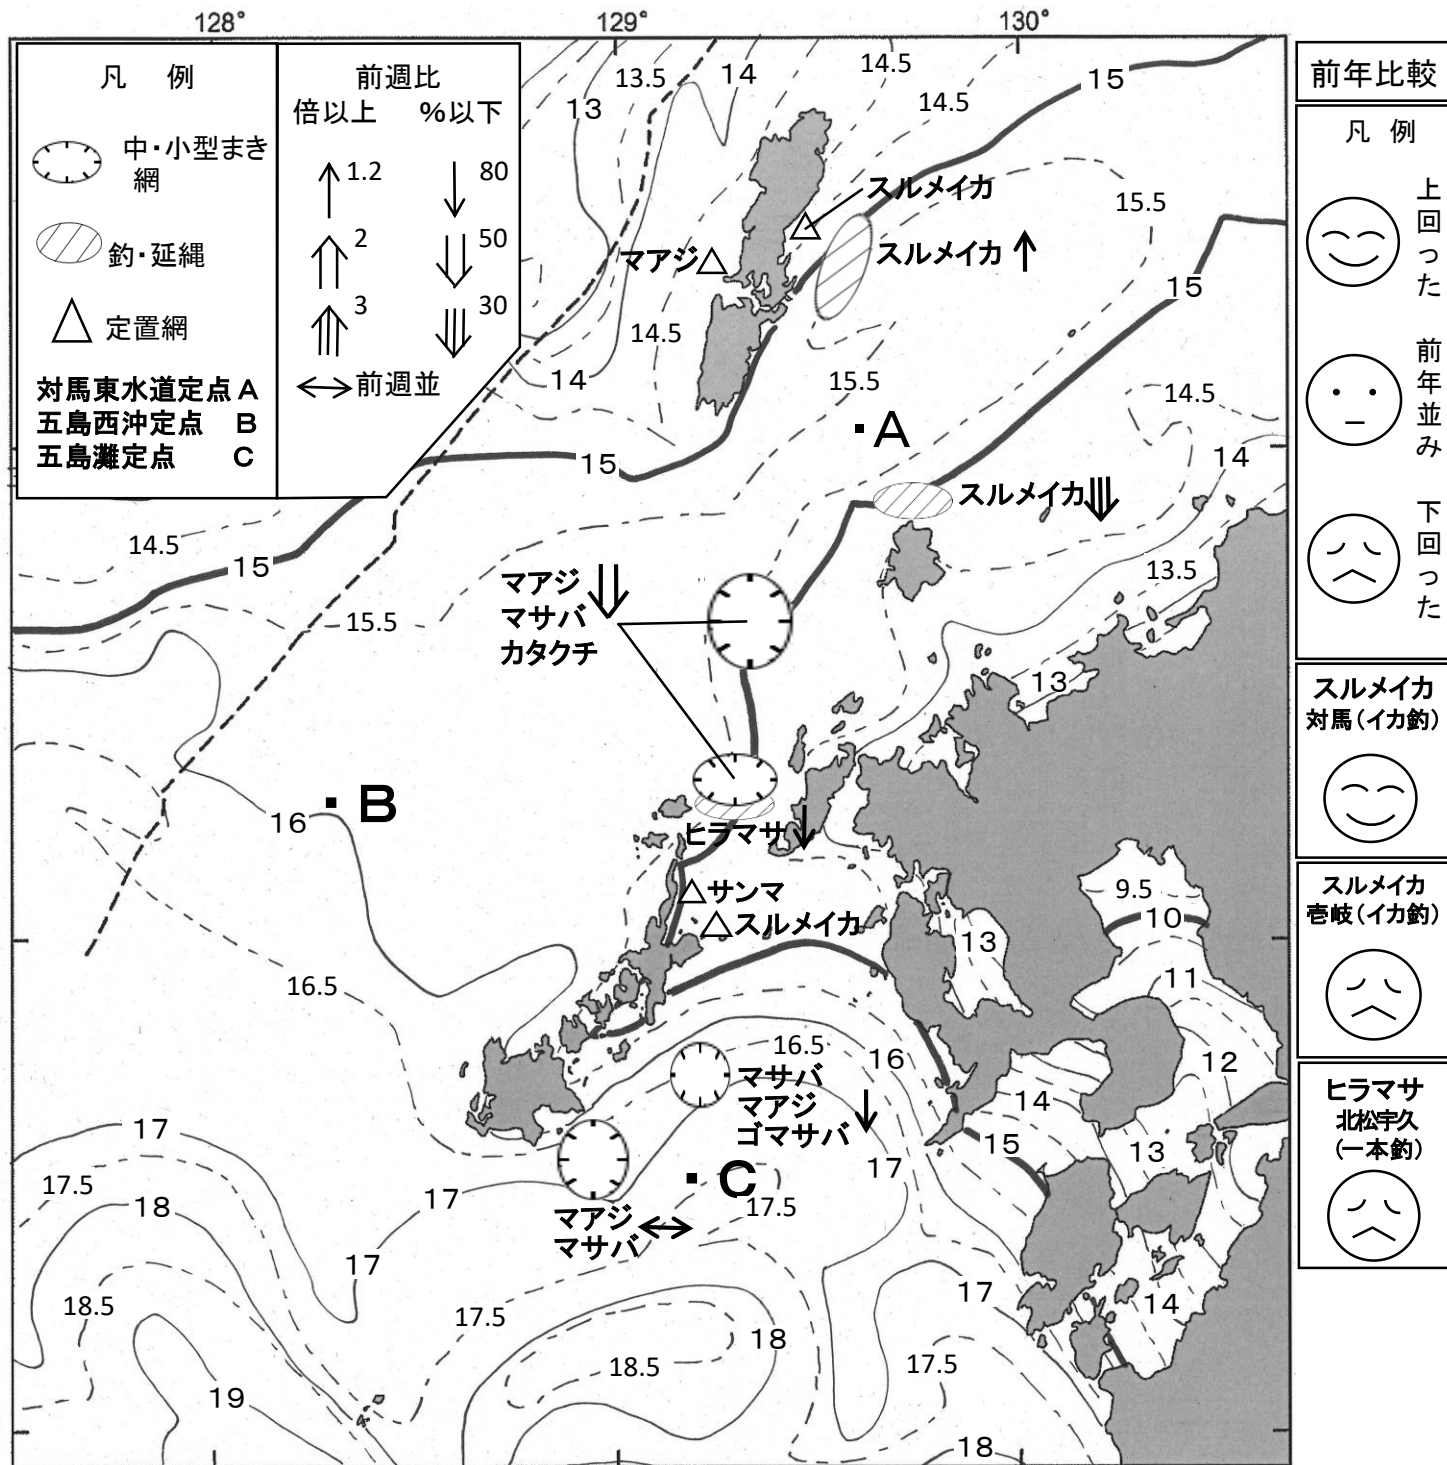 128°
129°
130°
凡 例
中・小型まき
網
釣・延縄
定置網
対馬東水道定点 A
五島西沖定点 B
五島灘定点 C
前週比
倍以上 %以下
1.2 80
2 50
3 30
前週並
前年比較
凡 例
上回った
前年並み
下回った
スルメイカ
対馬(イカ釣)
スルメイカ
壱岐(イカ釣)
ヒラマサ
北松宇久
(一本釣)
13.5
14
14.5
15
13
14.5
スルメイカ
15.5
マアジ
スルメイカ
15
14.5
14
15.5
14.5
A
15
14
スルメイカ
14.5
15
13.5
マアジ
マサバ
カタクチ
15.5
13
B
16
ヒラマサ
サンマ
9.5
スルメイカ
10
13
11
16.5
16.5
16
12
マサバ
マアジ
ゴマサバ
14
17
15
13
17.5
17
17
C
18
17.5
マアジ
マサバ
17
17
18.5
17.5
14
18
18.5
17.5
19
18